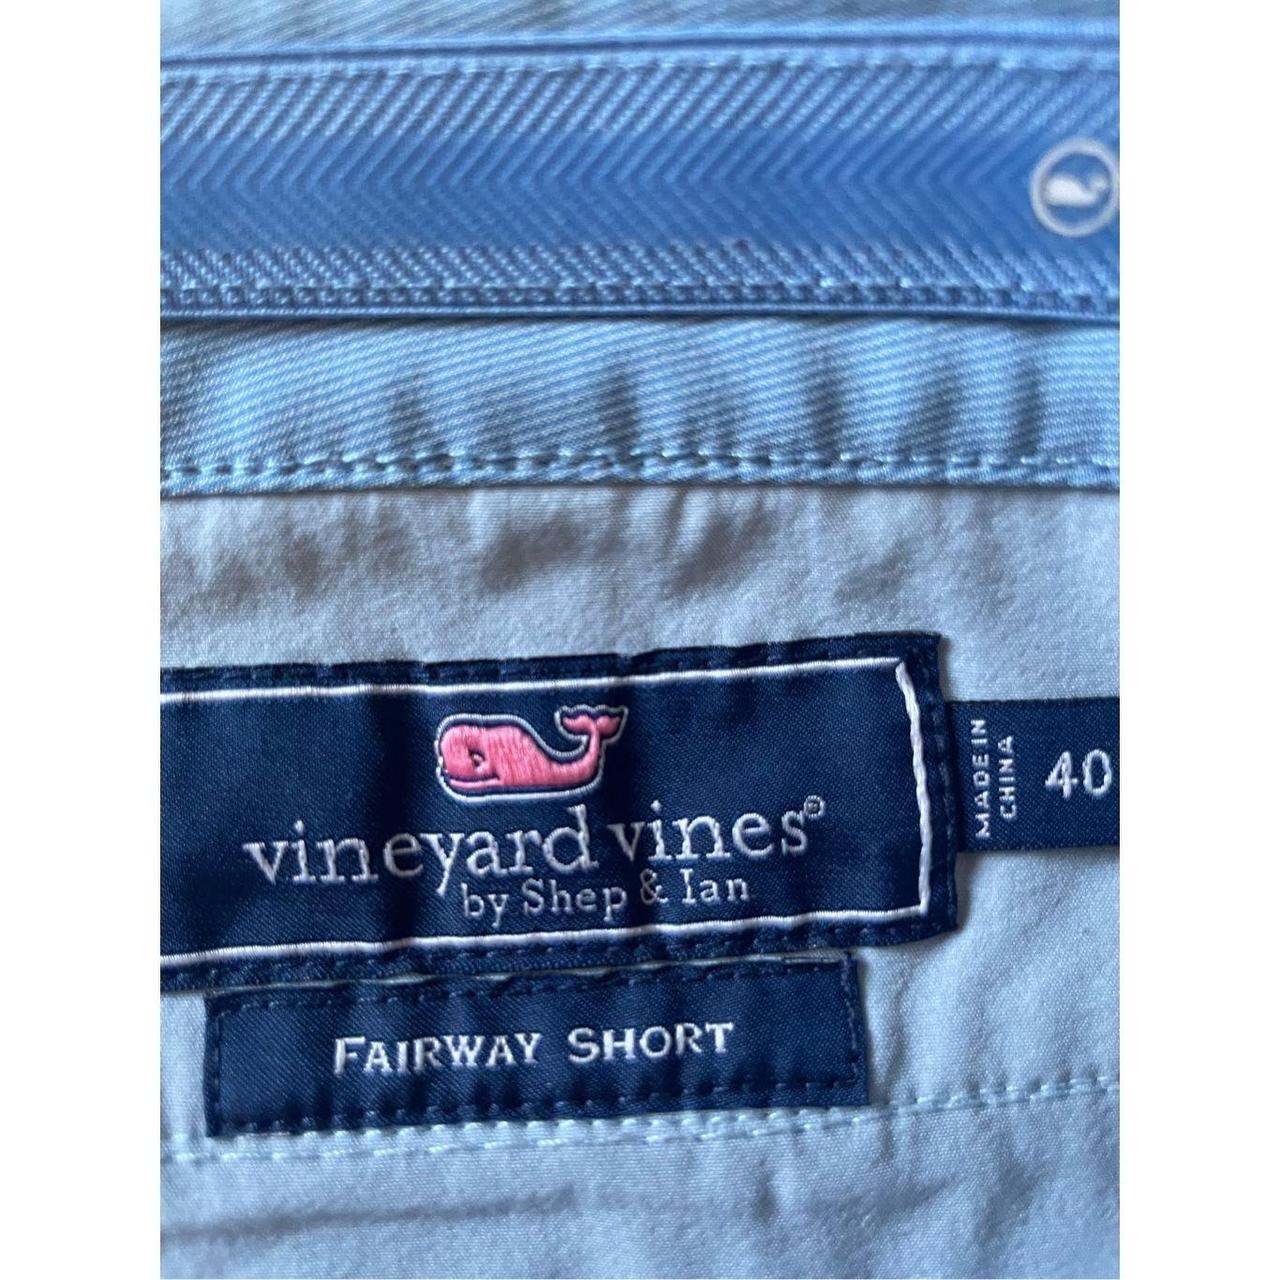 vineyard vines®
by Shep & Ian
MADE IN
CHINA
40
FAIRWAY SHORT